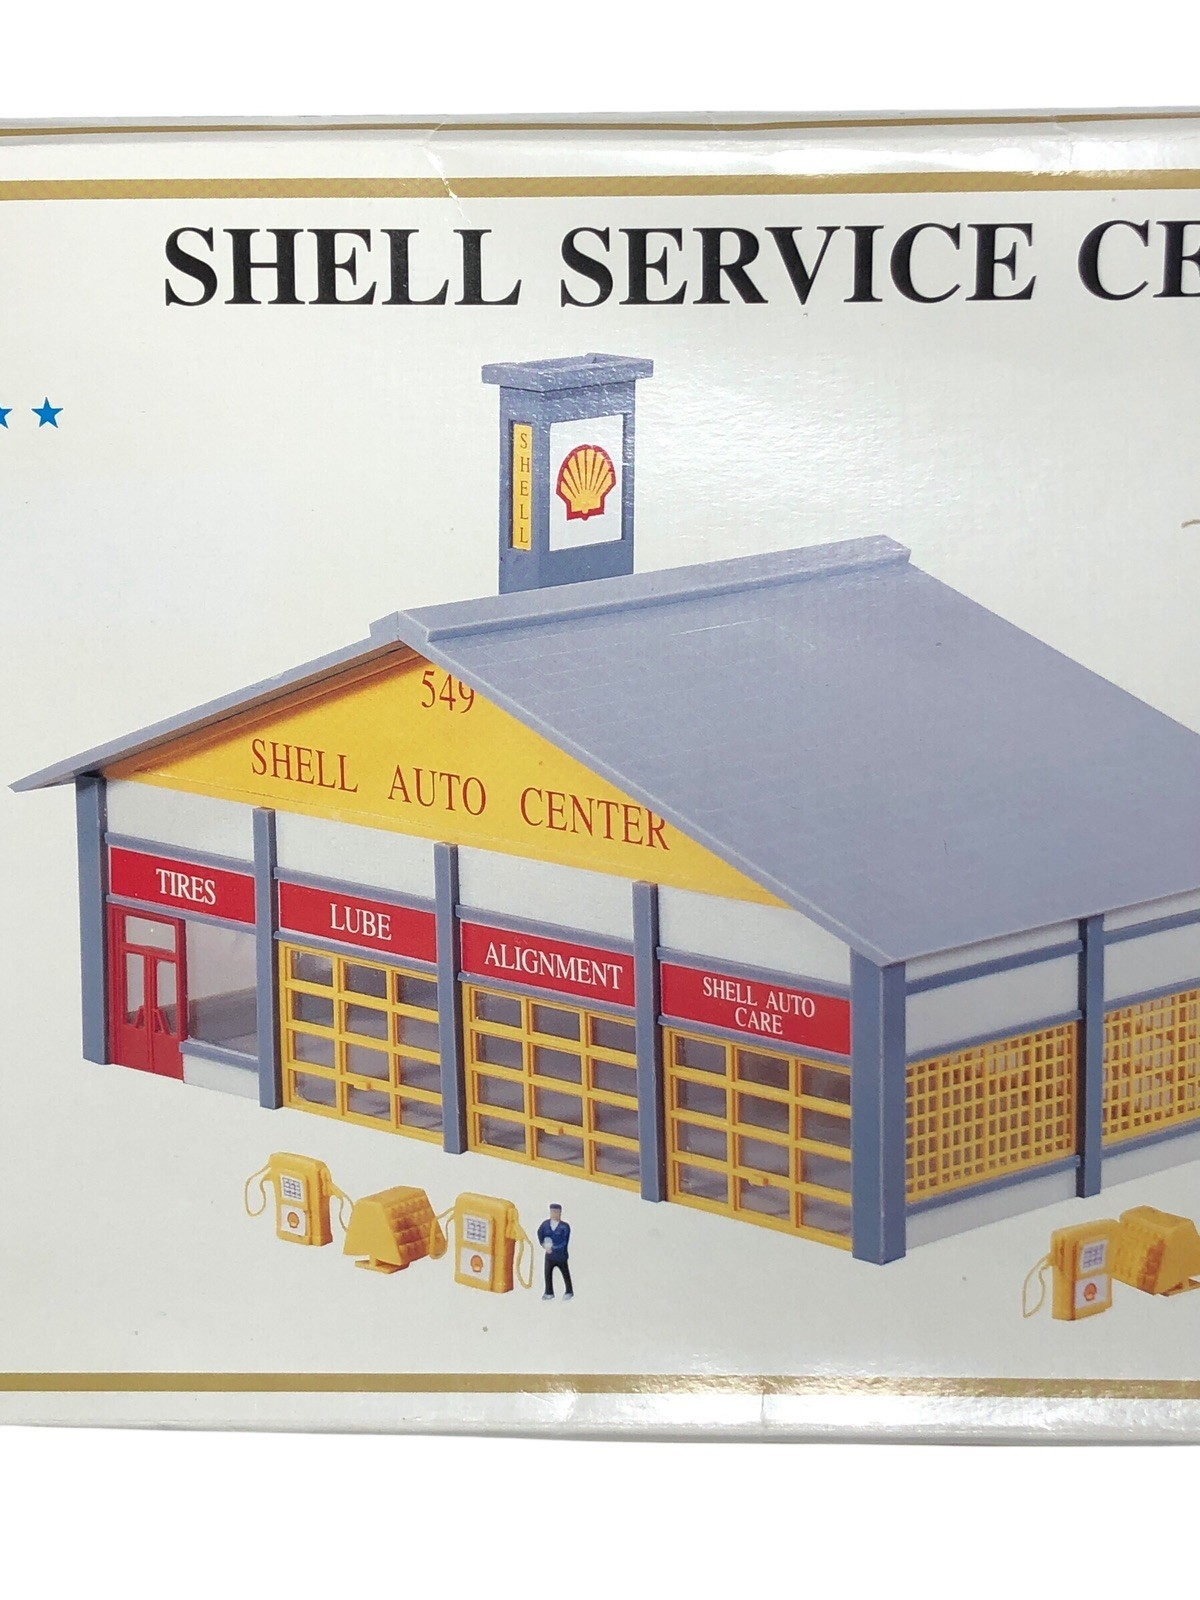 SHELL SERVICE CE
SHELL
549
SHELL AUTO CENTER
TIRES
LUBE
ALIGNMENT
SHELL AUTO
CARE